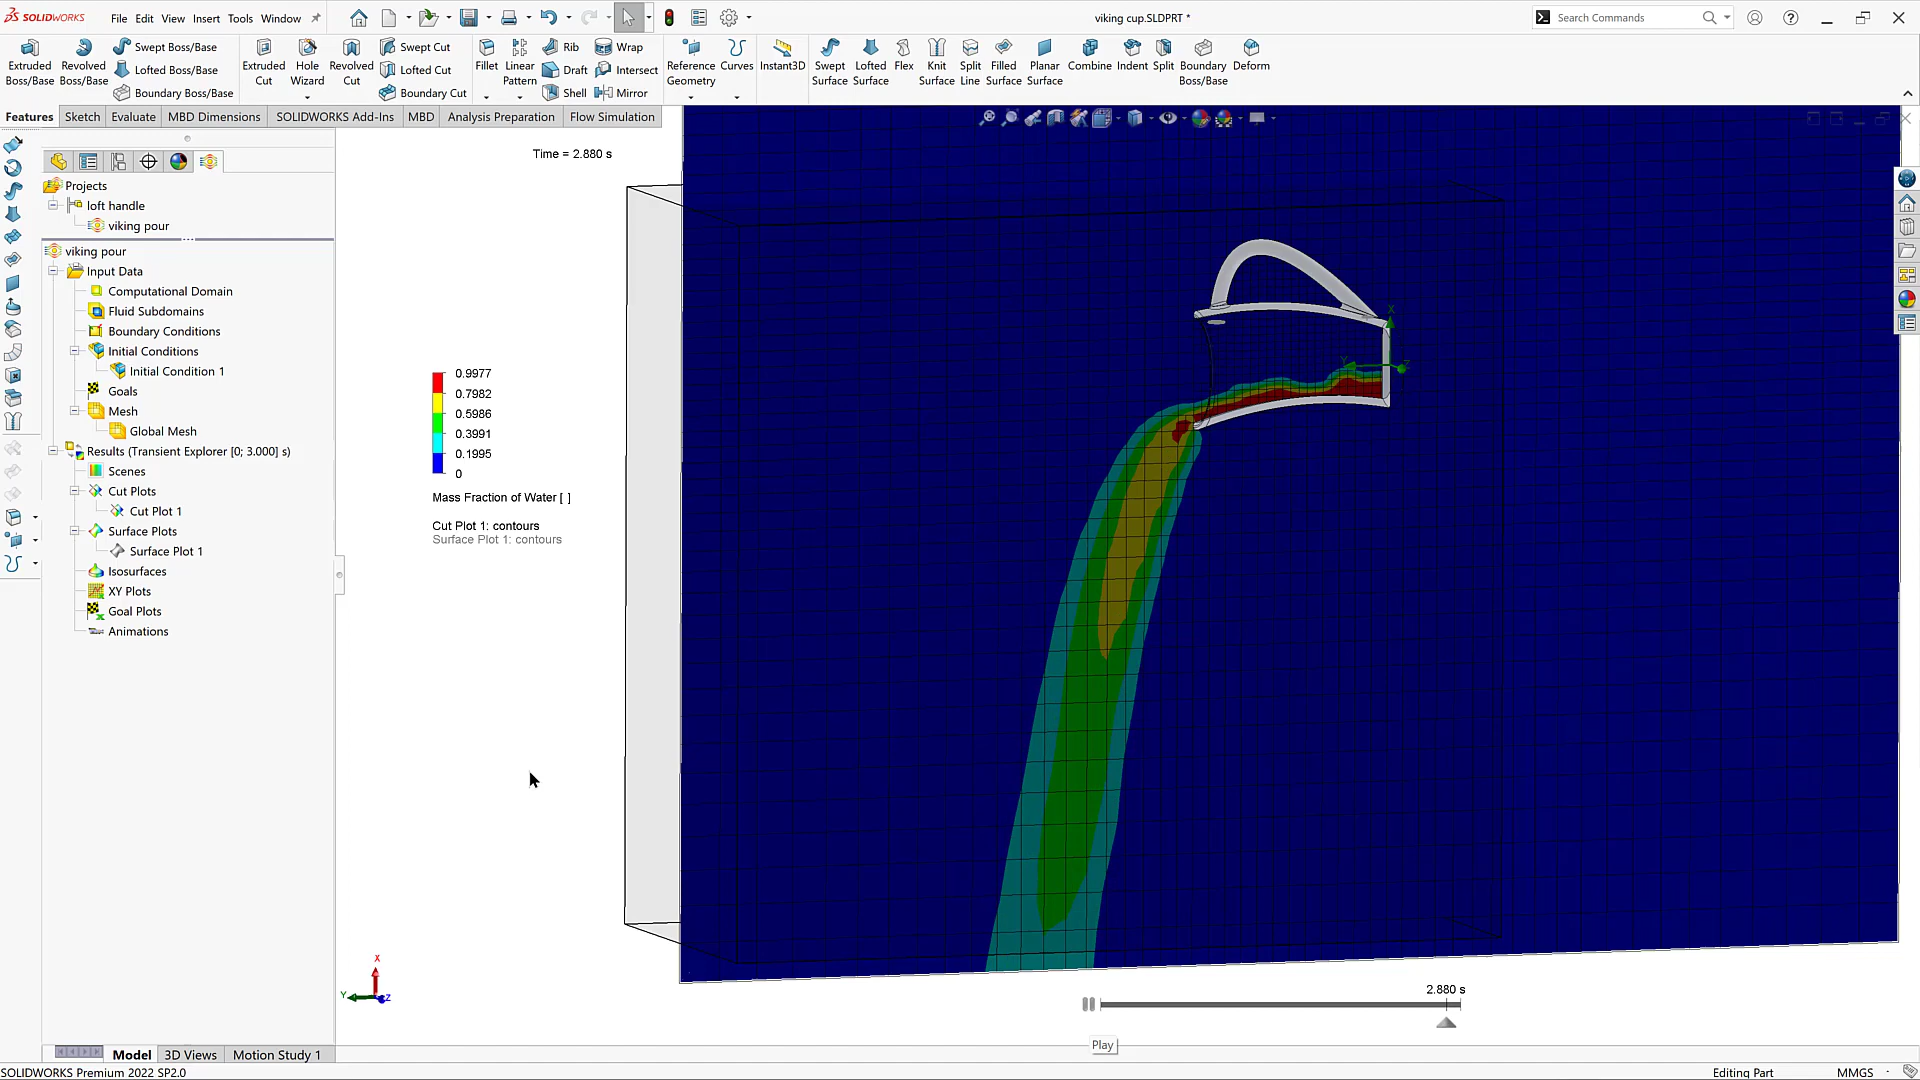 SOLIDWORKS File Edit View Insert Tools Window viking cup.SLDPRT * Search Commands
Extruded Boss/Base
Revolved Boss/Base
Swept Boss/Base
Lofted Boss/Base
Boundary Boss/Base
Extruded Cut
Hole Wizard
Revolved Cut
Swept Cut
Lofted Cut
Boundary Cut
Fillet
Linear Pattern
Rib
Draft
Shell
Wrap
Intersect
Mirror
Reference Geometry
Curves
Instant3D
Swept Surface
Lofted Surface
Flex
Knit Surface
Split Line
Filled Surface
Planar Surface
Combine
Indent
Split
Boundary Boss/Base
Deform
Features Sketch Evaluate MBD Dimensions SOLIDWORKS Add-Ins MBD Analysis Preparation Flow Simulation
Time = 2.880 s
Projects
loft handle
viking pour
viking pour
Input Data
Computational Domain
Fluid Subdomains
Boundary Conditions
Initial Conditions
Initial Condition 1
Goals
Mesh
Global Mesh
Results (Transient Explorer [0; 3.000] s)
Scenes
Cut Plots
Cut Plot 1
Surface Plots
Surface Plot 1
Isosurfaces
XY Plots
Goal Plots
Animations
0.9977
0.7982
0.5986
0.3991
0.1995
0
Mass Fraction of Water [ ]
Cut Plot 1: contours
Surface Plot 1: contours
X
Y
Z
X
Y
Z
2.880 s
Play
Model 3D Views Motion Study 1
SOLIDWORKS Premium 2022 SP2.0 Editing Part MMGS